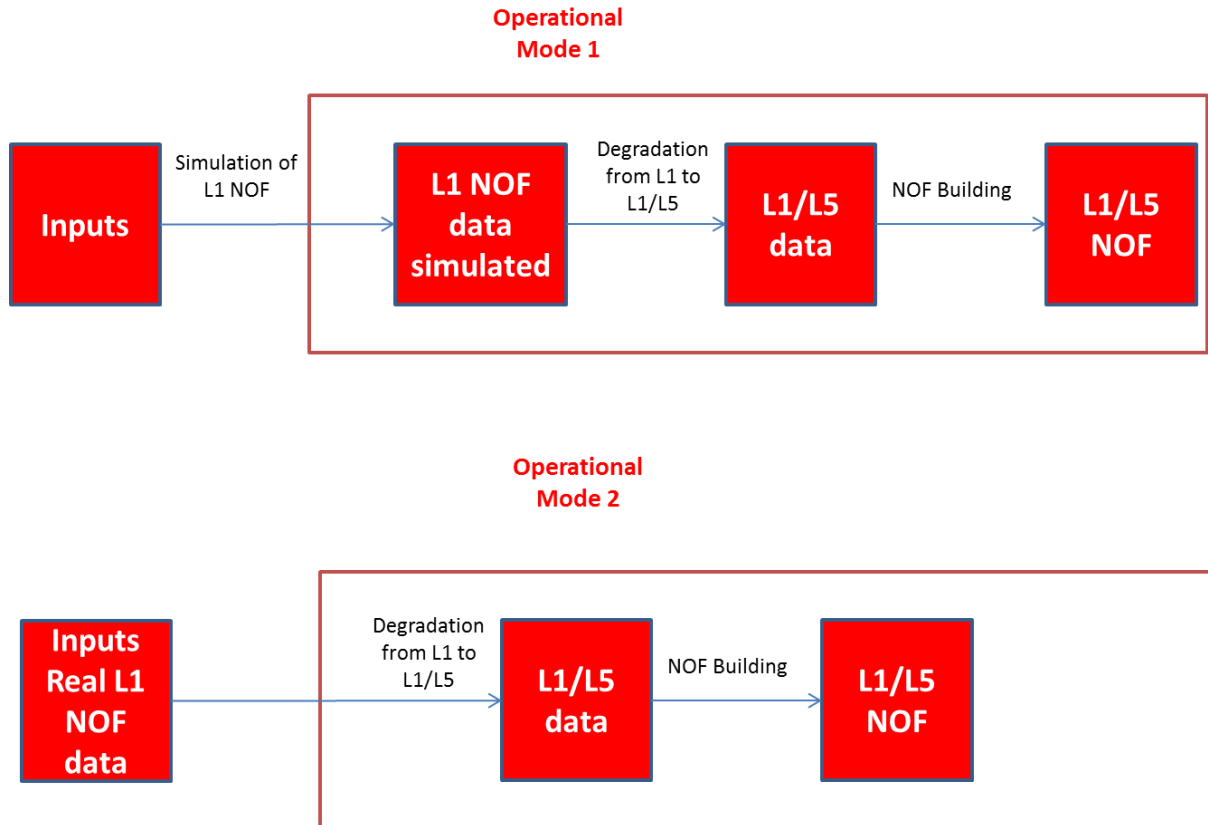 Operational
Mode 1
Inputs
Simulation of
L1 NOF
L1 NOF
data
simulated
Degradation
from L1 to
L1/L5
L1/L5
data
NOF Building
L1/L5
NOF
Operational
Mode 2
Inputs
Real L1
NOF
data
Degradation
from L1 to
L1/L5
L1/L5
data
NOF Building
L1/L5
NOF